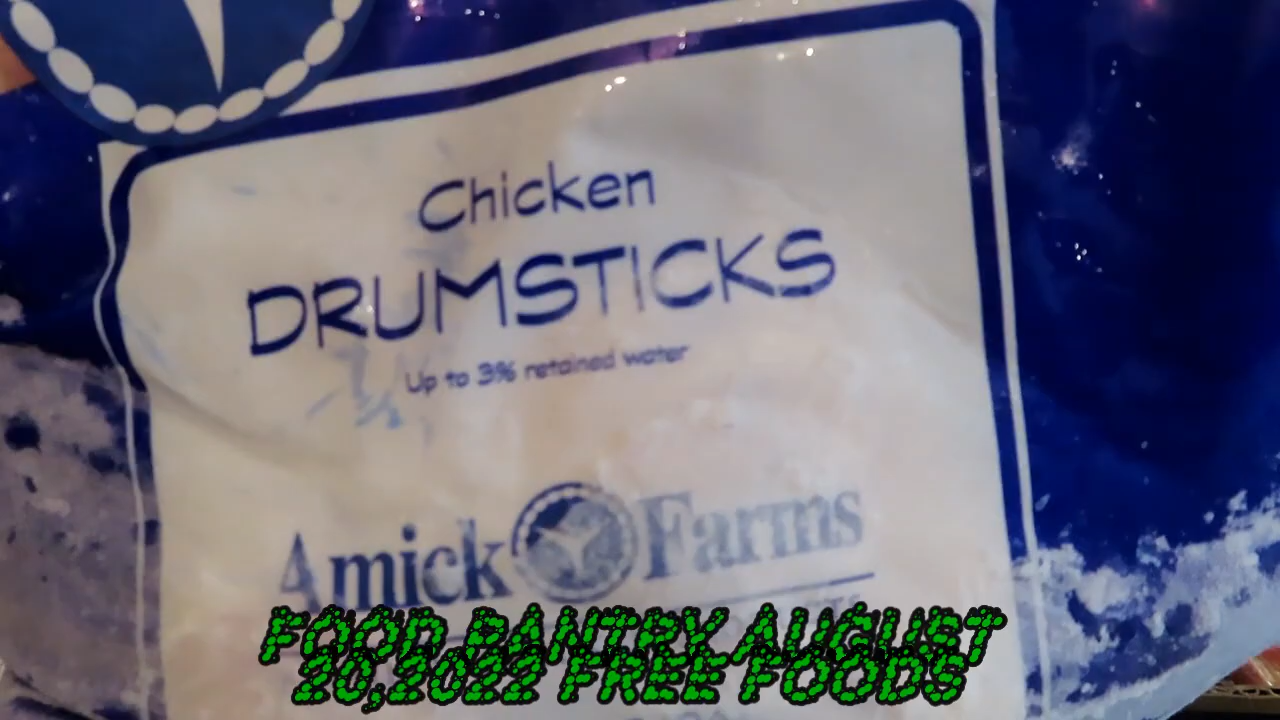 Chicken
DRUMSTICKS
Up to 3% retained water
Amick Farms
FOOD PANTRY AUGUST
20,2022 FREE FOODS